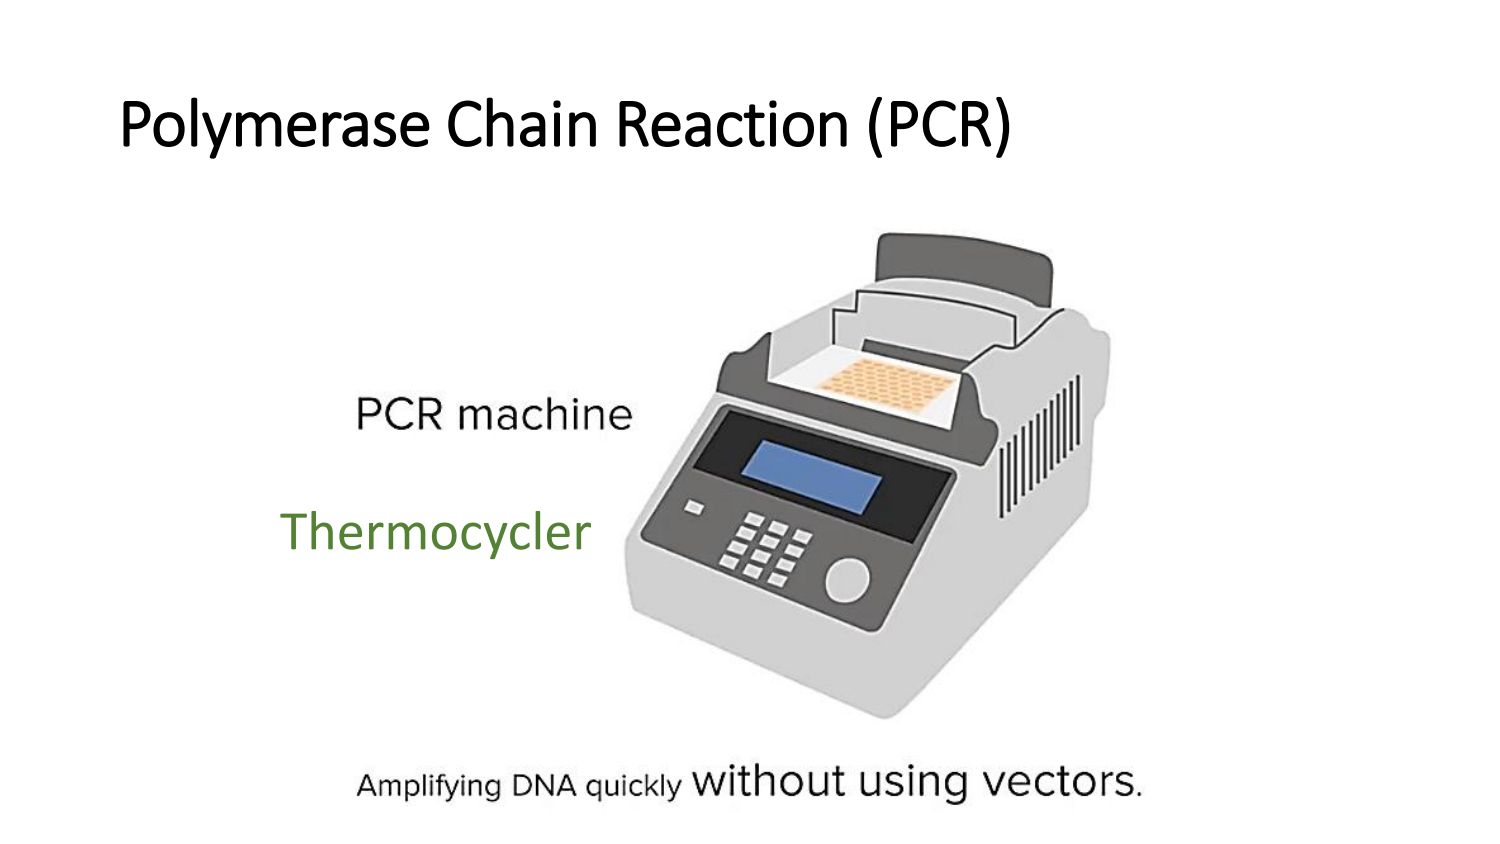 Polymerase Chain Reaction (PCR)
PCR machine
Thermocycler
Amplifying DNA quickly without using vectors.